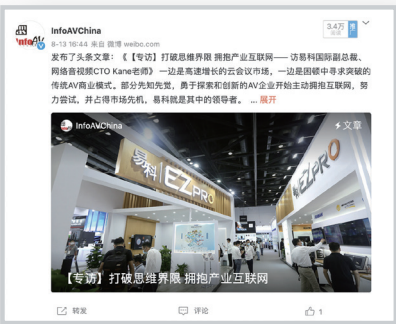 InfoAVChina
3.4万
8-13 16:44 来自 微博 weibo.com
发布了头条文章：《【专访】打破思维界限 拥抱产业互联网—— 访易科国际副总裁、
网络音视频CTO Kane老师》 一边是高速增长的云会议市场，一边是困顿中寻求突破的
传统AV商业模式。部分先知先觉，勇于探索和创新的AV企业开始主动拥抱互联网，努
力尝试，并占得市场先机，易科就是其中的领导者。 ... 展开
InfoAVChina
文章
易科 EZPRO
EZPRO
【专访】打破思维界限 拥抱产业互联网
转发
评论
1